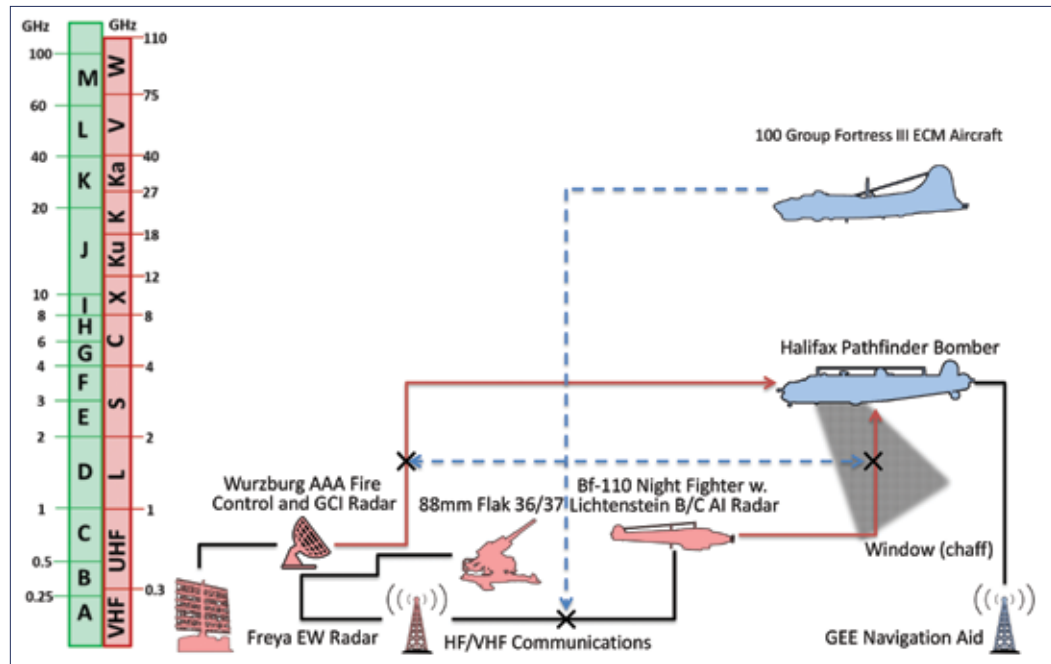 GHz
100
60
40
20
10
8
6
4
3
2
1
0.5
0.25
M
L
K
J
I
H
G
F
E
D
C
B
A
GHz
110
75
40
27
18
12
8
4
2
1
0.3
W
V
Ka
K
Ku
X
C
S
L
UHF
VHF
100 Group Fortress III ECM Aircraft
Halifax Pathfinder Bomber
Wurzburg AAA Fire
Control and GCI Radar
88mm Flak 36/37
Bf-110 Night Fighter w.
Lichtenstein B/C AI Radar
Window (chaff)
Freya EW Radar
HF/VHF Communications
GEE Navigation Aid